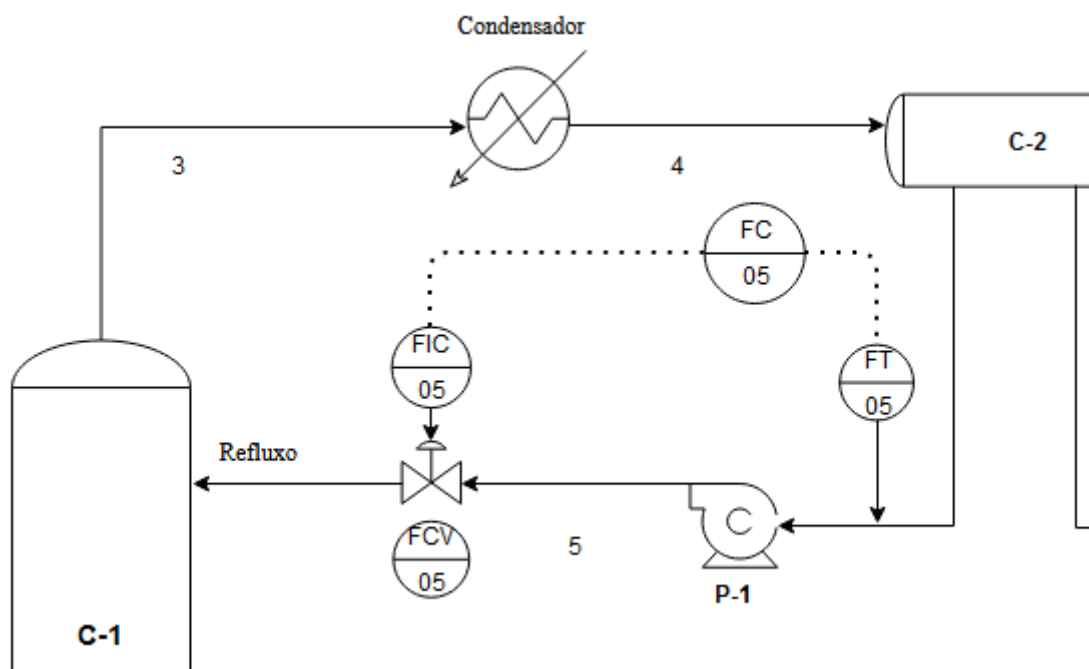 Condensador
3
4
C-2
FC
05
FIC
05
FT
05
Refluxo
FCV
05
5
C
P-1
C-1